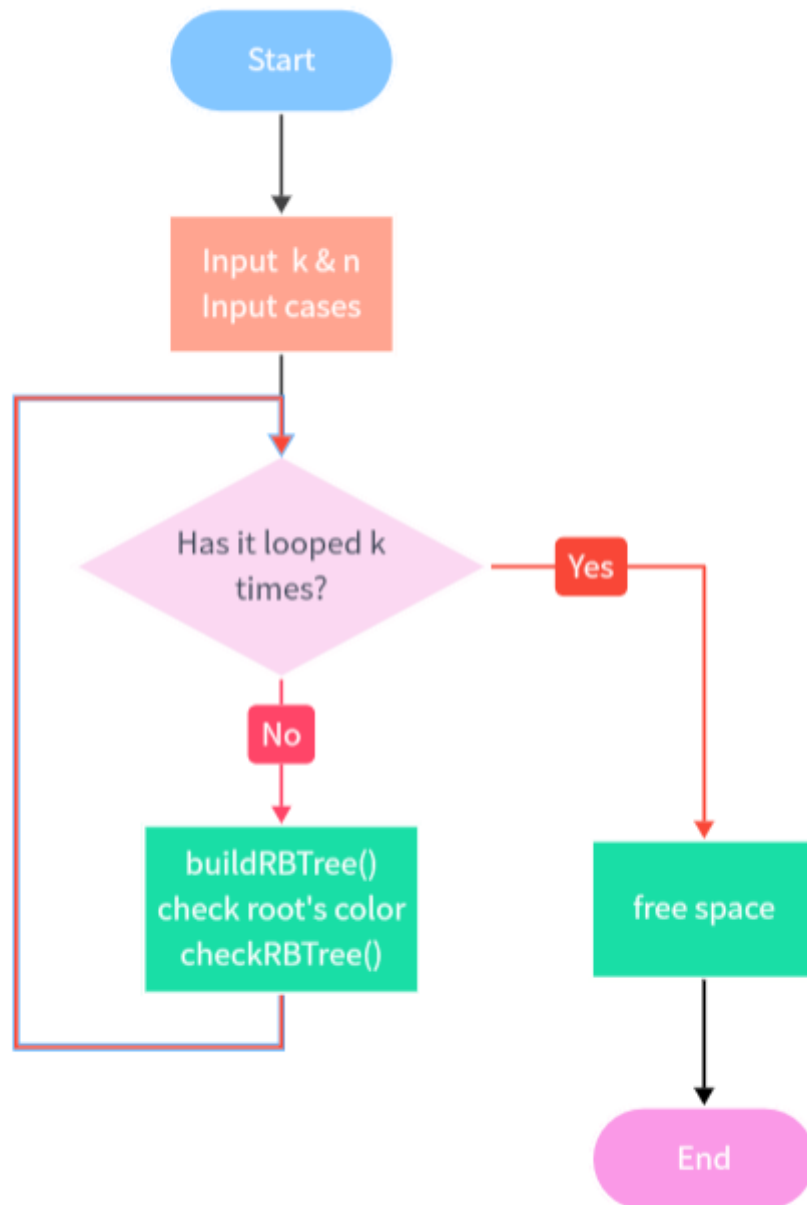 Start
Input k & n
Input cases
Has it looped k
times?
Yes
No
buildRBTree()
check root's color
checkRBTree()
free space
End